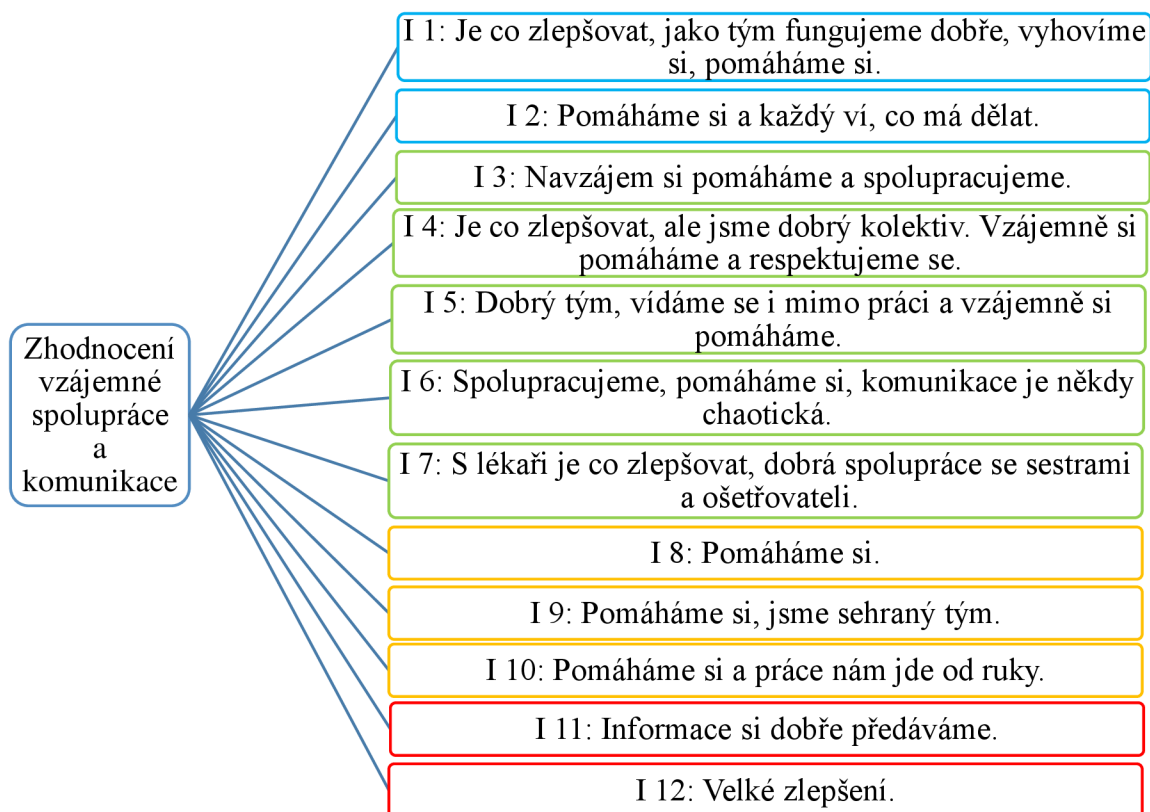 Zhodnocení
vzájemné
spolupráce
a
komunikace
I 1: Je co zlepšovat, jako tým fungujeme dobře, vyhovíme
si, pomáháme si.
I 2: Pomáháme si a každý ví, co má dělat.
I 3: Navzájem si pomáháme a spolupracujeme.
I 4: Je co zlepšovat, ale jsme dobrý kolektiv. Vzájemně si
pomáháme a respektujeme se.
I 5: Dobrý tým, vídáme se i mimo práci a vzájemně si
pomáháme.
I 6: Spolupracujeme, pomáháme si, komunikace je někdy
chaotická.
I 7: S lékaři je co zlepšovat, dobrá spolupráce se sestrami
a ošetřovateli.
I 8: Pomáháme si.
I 9: Pomáháme si, jsme sehraný tým.
I 10: Pomáháme si a práce nám jde od ruky.
I 11: Informace si dobře předáváme.
I 12: Velké zlepšení.